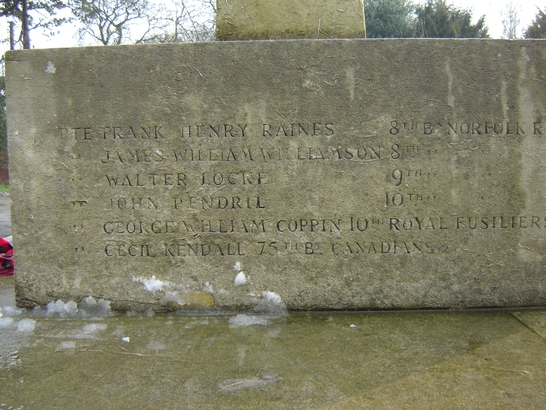 PTE FRANK HENRY RAINES 8TH BN NORFOLK R
" JAMES WILLIAM WILLIAMSON 8TH " "
" WALTER LOCKE 9TH " "
" JOHN PENDRIL 10TH " "
" GEORGE WILLIAM COPPIN 10TH ROYAL FUSILIERS
" CECIL KENDALL 75TH BN CANADIANS